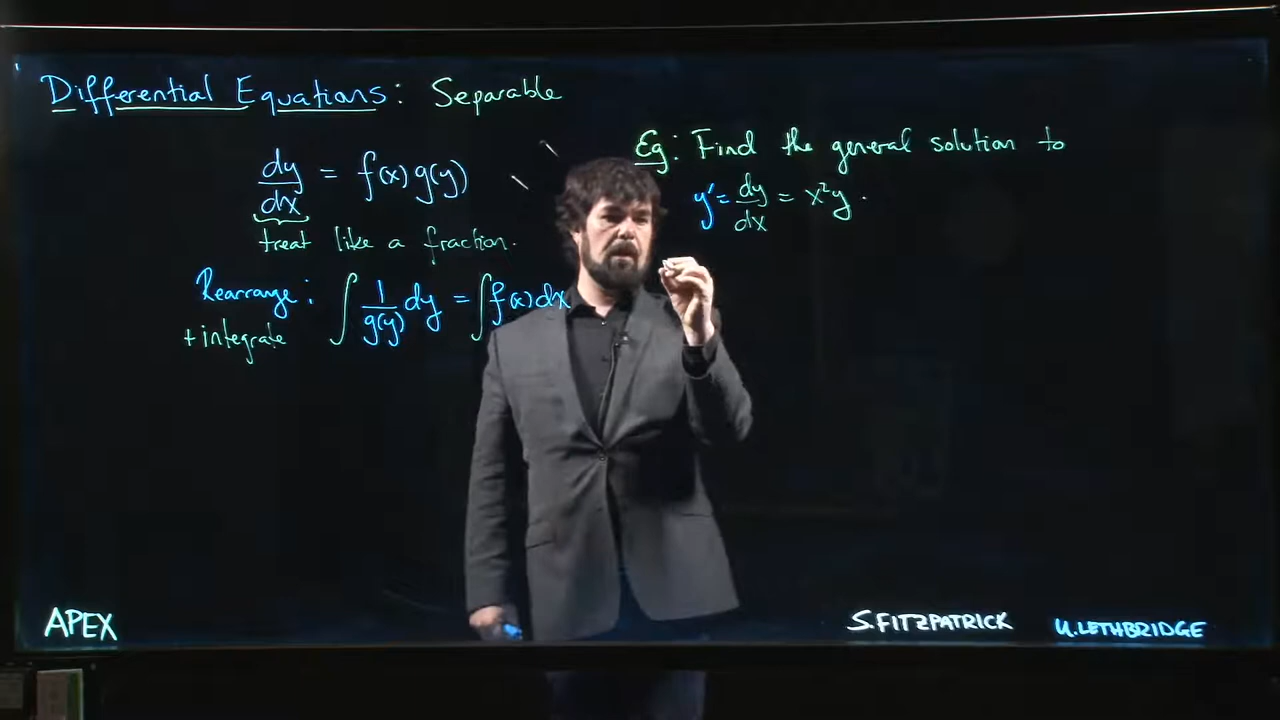 Differential Equations: Separable
dy/dx = f(x)g(y)
treat like a fraction.
Rearrange: ∫ 1/g(y) dy = ∫ f(x)dx
+ integrate
Eg: Find the general solution to
y' = dy/dx = x²y.
APEX
S.FITZPATRICK
U.LETHBRIDGE